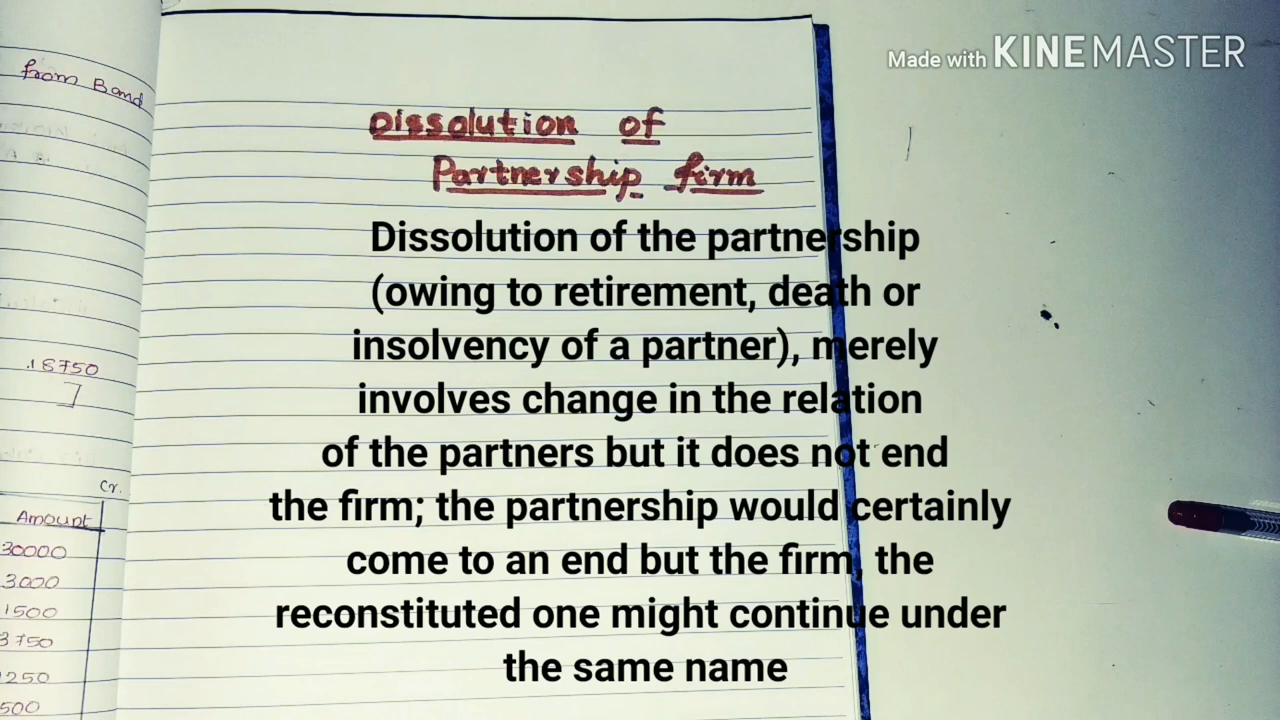 Made with KINEMASTER
from Band
Dissolution of
Partnership firm
Dissolution of the partnership
(owing to retirement, death or
insolvency of a partner), merely
involves change in the relation
of the partners but it does not end
the firm; the partnership would certainly
come to an end but the firm, the
reconstituted one might continue under
the same name
18750
Cr.
Amount
30000
3000
1500
3750
1250
500